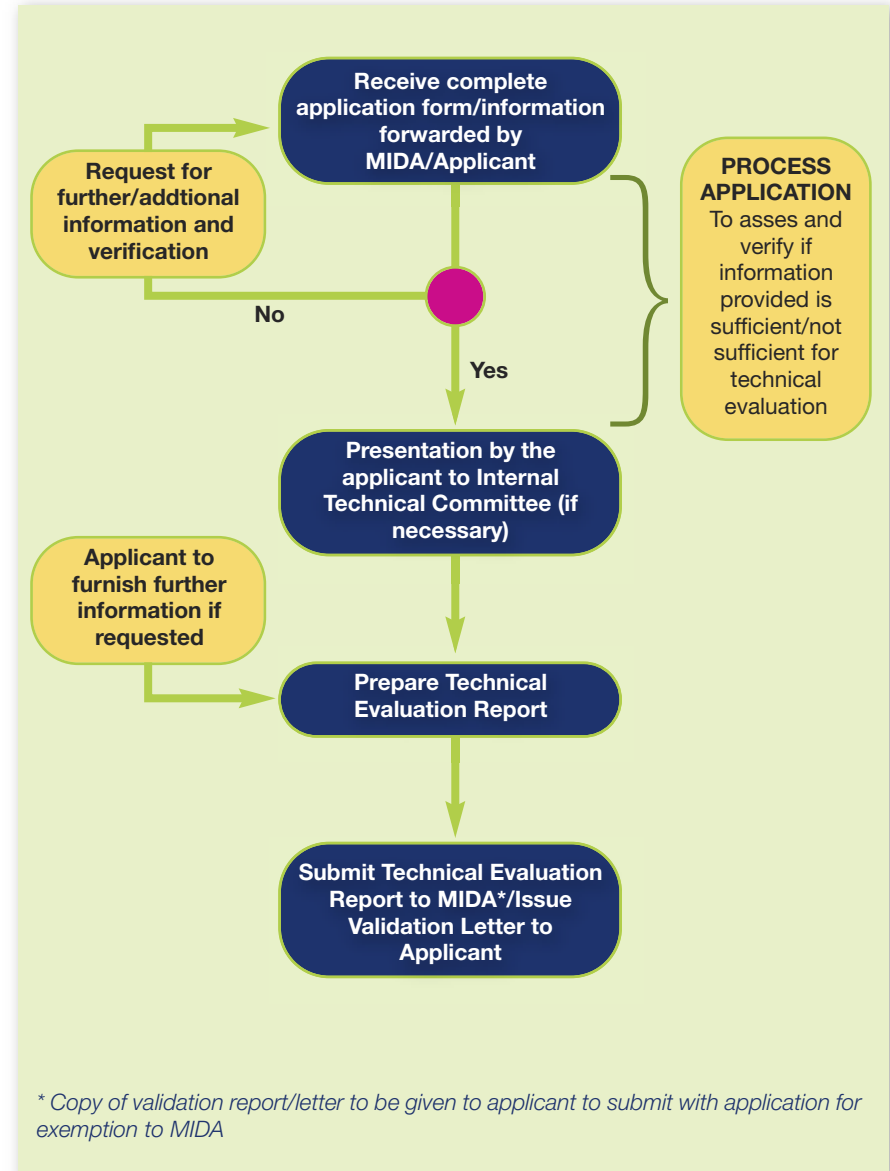 Receive complete
application form/information
forwarded by
MIDA/Applicant
Request for
further/addtional
information and
verification
PROCESS
APPLICATION
To asses and
verify if
information
provided is
sufficient/not
sufficient for
technical
evaluation
No
Yes
Presentation by the
applicant to Internal
Technical Committee (if
necessary)
Applicant to
furnish further
information if
requested
Prepare Technical
Evaluation Report
Submit Technical Evaluation
Report to MIDA*/Issue
Validation Letter to
Applicant
* Copy of validation report/letter to be given to applicant to submit with application for
exemption to MIDA